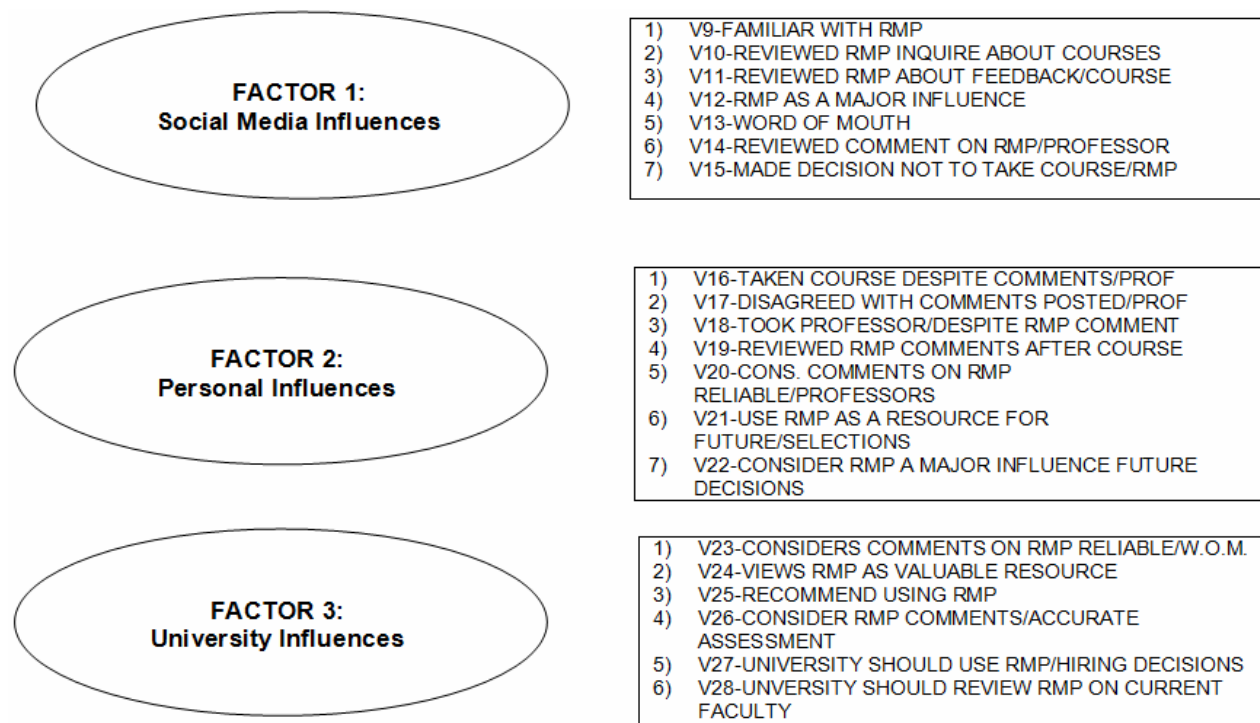 FACTOR 1:
Social Media Influences
1) V9-FAMILIAR WITH RMP
2) V10-REVIEWED RMP INQUIRE ABOUT COURSES
3) V11-REVIEWED RMP ABOUT FEEDBACK/COURSE
4) V12-RMP AS A MAJOR INFLUENCE
5) V13-WORD OF MOUTH
6) V14-REVIEWED COMMENT ON RMP/PROFESSOR
7) V15-MADE DECISION NOT TO TAKE COURSE/RMP
FACTOR 2:
Personal Influences
1) V16-TAKEN COURSE DESPITE COMMENTS/PROF
2) V17-DISAGREED WITH COMMENTS POSTED/PROF
3) V18-TOOK PROFESSOR/DESPITE RMP COMMENT
4) V19-REVIEWED RMP COMMENTS AFTER COURSE
5) V20-CONS. COMMENTS ON RMP
RELIABLE/PROFESSORS
6) V21-USE RMP AS A RESOURCE FOR
FUTURE/SELECTIONS
7) V22-CONSIDER RMP A MAJOR INFLUENCE FUTURE
DECISIONS
FACTOR 3:
University Influences
1) V23-CONSIDERS COMMENTS ON RMP RELIABLE/W.O.M.
2) V24-VIEWS RMP AS VALUABLE RESOURCE
3) V25-RECOMMEND USING RMP
4) V26-CONSIDER RMP COMMENTS/ACCURATE
ASSESSMENT
5) V27-UNIVERSITY SHOULD USE RMP/HIRING DECISIONS
6) V28-UNVERSITY SHOULD REVIEW RMP ON CURRENT
FACULTY